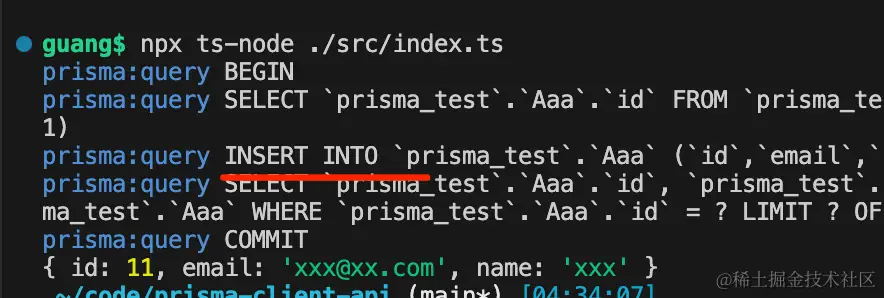 guang$ npx ts-node ./src/index.ts
prisma:query BEGIN
prisma:query SELECT `prisma_test`.`Aaa`.`id` FROM `prisma_te
1)
prisma:query INSERT INTO `prisma_test`.`Aaa` (`id`,`email`,`
prisma:query SELECT `prisma_test`.`Aaa`.`id`, `prisma_test`.
ma_test`.`Aaa` WHERE `prisma_test`.`Aaa`.`id` = ? LIMIT ? OF
prisma:query COMMIT
{ id: 11, email: 'xxx@xx.com', name: 'xxx' }
~/code/prisma-client-api (main*) [04:34:07]
@稀土掘金技术社区